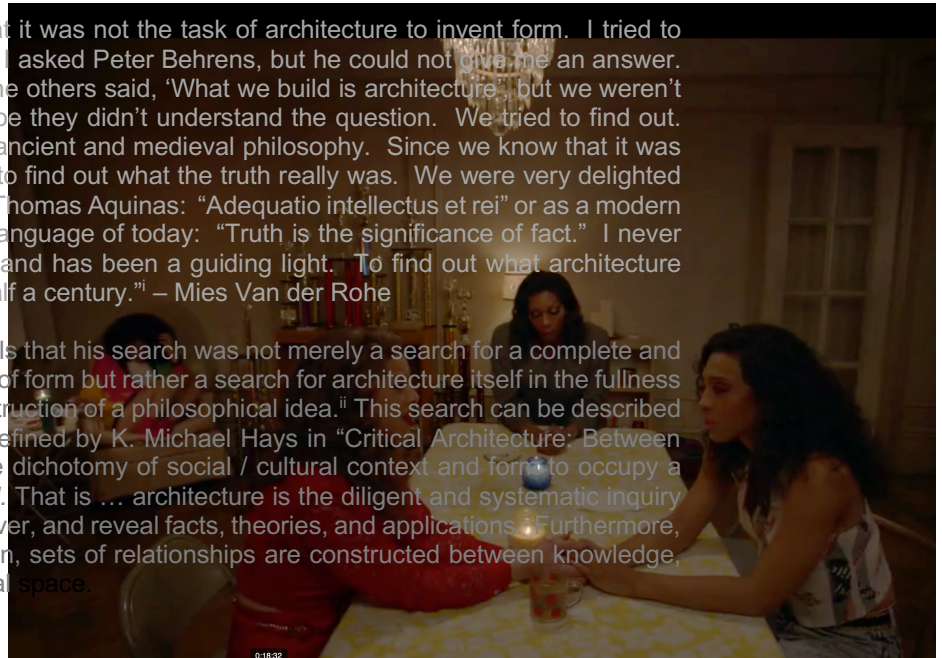 t it was not the task of architecture to invent form. I tried to
I asked Peter Behrens, but he could not give me an answer.
e others said, ‘What we build is architecture’, but we weren’t
be they didn’t understand the question. We tried to find out.
ancient and medieval philosophy. Since we know that it was
to find out what the truth really was. We were very delighted
Thomas Aquinas: “Adequatio intellectus et rei” or as a modern
anguage of today: “Truth is the significance of fact.” I never
and has been a guiding light. To find out what architecture
lf a century.”ⁱ – Mies Van der Rohe
ls that his search was not merely a search for a complete and
of form but rather a search for architecture itself in the fullness
truction of a philosophical idea.ⁱⁱ This search can be described
efined by K. Michael Hays in “Critical Architecture: Between
e dichotomy of social / cultural context and form to occupy a
. That is … architecture is the diligent and systematic inquiry
ver, and reveal facts, theories, and applications. Furthermore,
n, sets of relationships are constructed between knowledge,
al space.
0:18:32